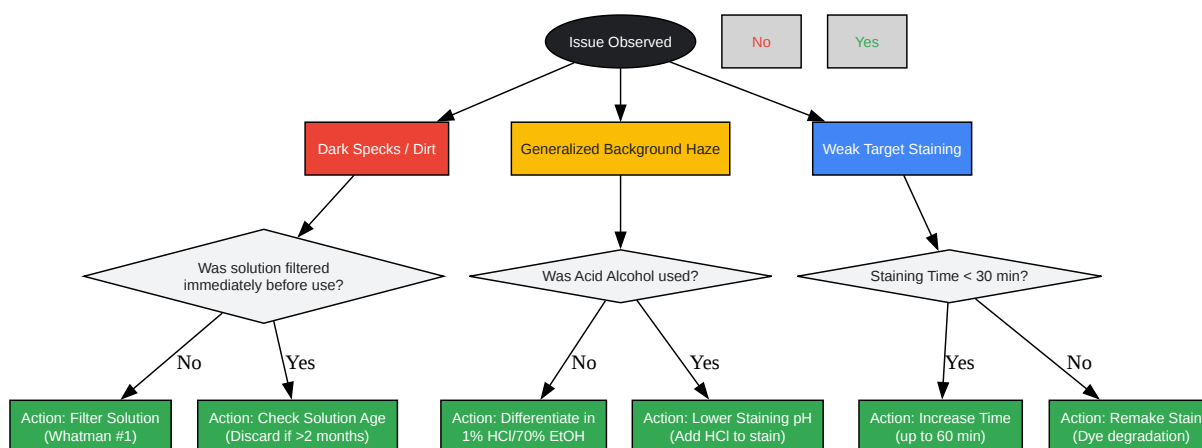 Issue Observed
No
Yes
Dark Specks / Dirt
Generalized Background Haze
Weak Target Staining
Was solution filtered
immediately before use?
Was Acid Alcohol used?
Staining Time < 30 min?
No
Yes
No
Yes
Yes
No
Action: Filter Solution
(Whatman #1)
Action: Check Solution Age
(Discard if >2 months)
Action: Differentiate in
1% HCl/70% EtOH
Action: Lower Staining pH
(Add HCl to stain)
Action: Increase Time
(up to 60 min)
Action: Remake Stain
(Dye degradation)